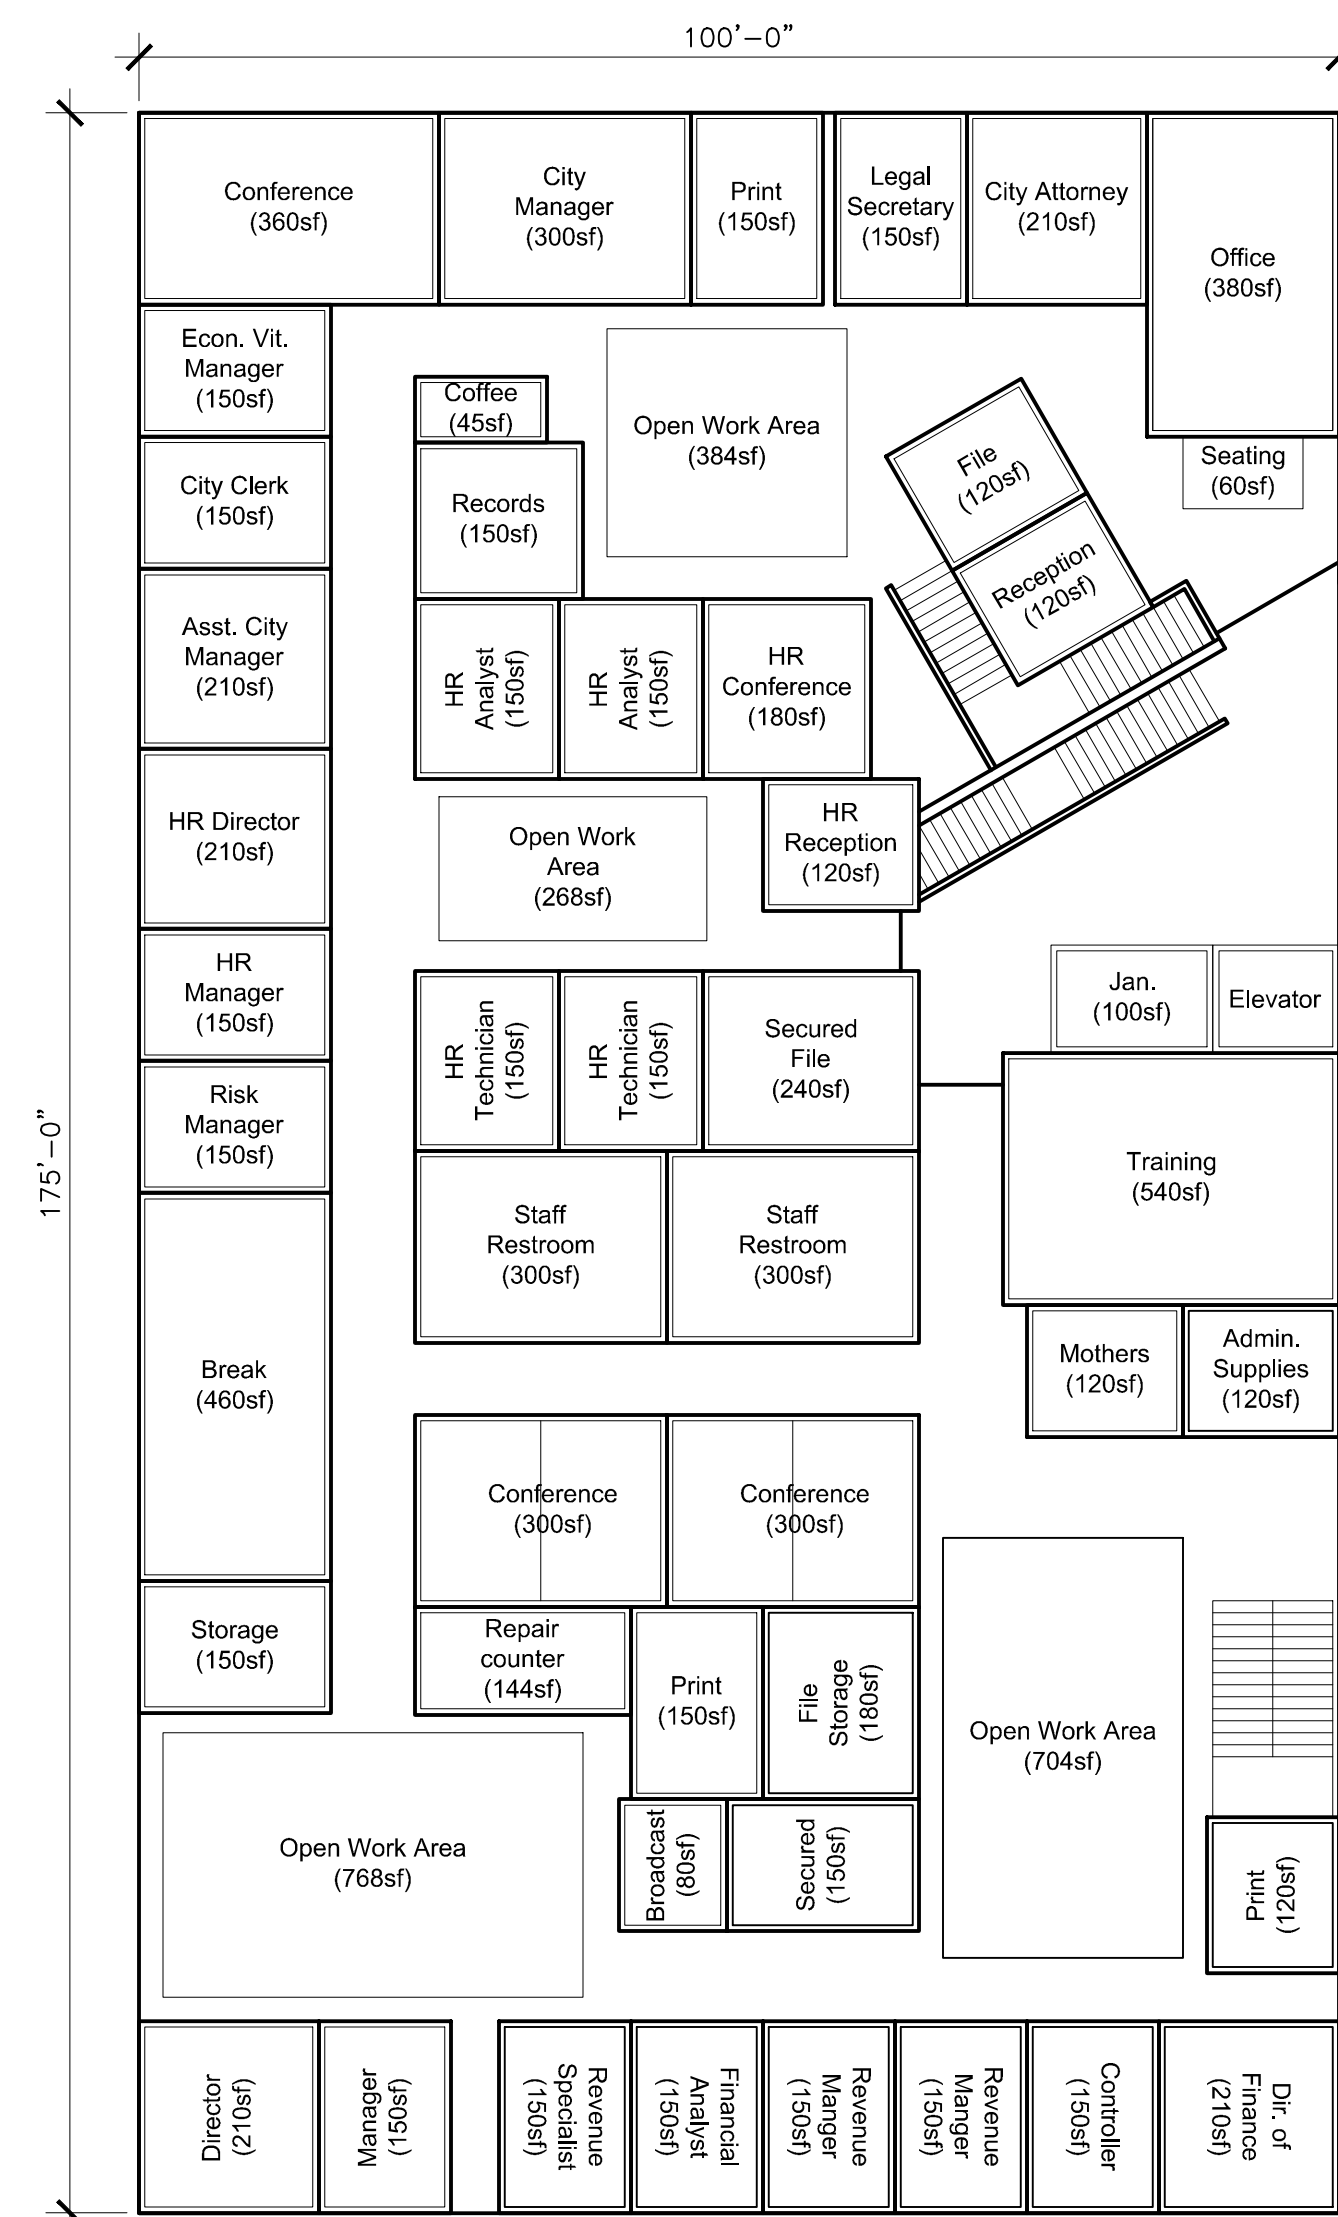 100'-0"
175'-0"
Conference
(360sf)
City
Manager
(300sf)
Print
(150sf)
Legal
Secretary
(150sf)
City Attorney
(210sf)
Office
(380sf)
Econ. Vit.
Manager
(150sf)
Coffee
(45sf)
Open Work Area
(384sf)
File
(120sf)
Seating
(60sf)
City Clerk
(150sf)
Records
(150sf)
Reception
(120sf)
Asst. City
Manager
(210sf)
HR
Analyst
(150sf)
HR
Analyst
(150sf)
HR
Conference
(180sf)
HR Director
(210sf)
Open Work
Area
(268sf)
HR
Reception
(120sf)
HR
Manager
(150sf)
HR
Technician
(150sf)
HR
Technician
(150sf)
Secured
File
(240sf)
Jan.
(100sf)
Elevator
Risk
Manager
(150sf)
Training
(540sf)
Staff
Restroom
(300sf)
Staff
Restroom
(300sf)
Break
(460sf)
Mothers
(120sf)
Admin.
Supplies
(120sf)
Conference
(300sf)
Conference
(300sf)
Storage
(150sf)
Repair
counter
(144sf)
Print
(150sf)
File
Storage
(180sf)
Open Work Area
(704sf)
Open Work Area
(768sf)
Broadcast
(80sf)
Secured
(150sf)
Print
(120sf)
Director
(210sf)
Manager
(150sf)
Revenue
Specialist
(150sf)
Financial
Analyst
(150sf)
Revenue
Manger
(150sf)
Revenue
Manger
(150sf)
Controller
(150sf)
Dir. of
Finance
(210sf)